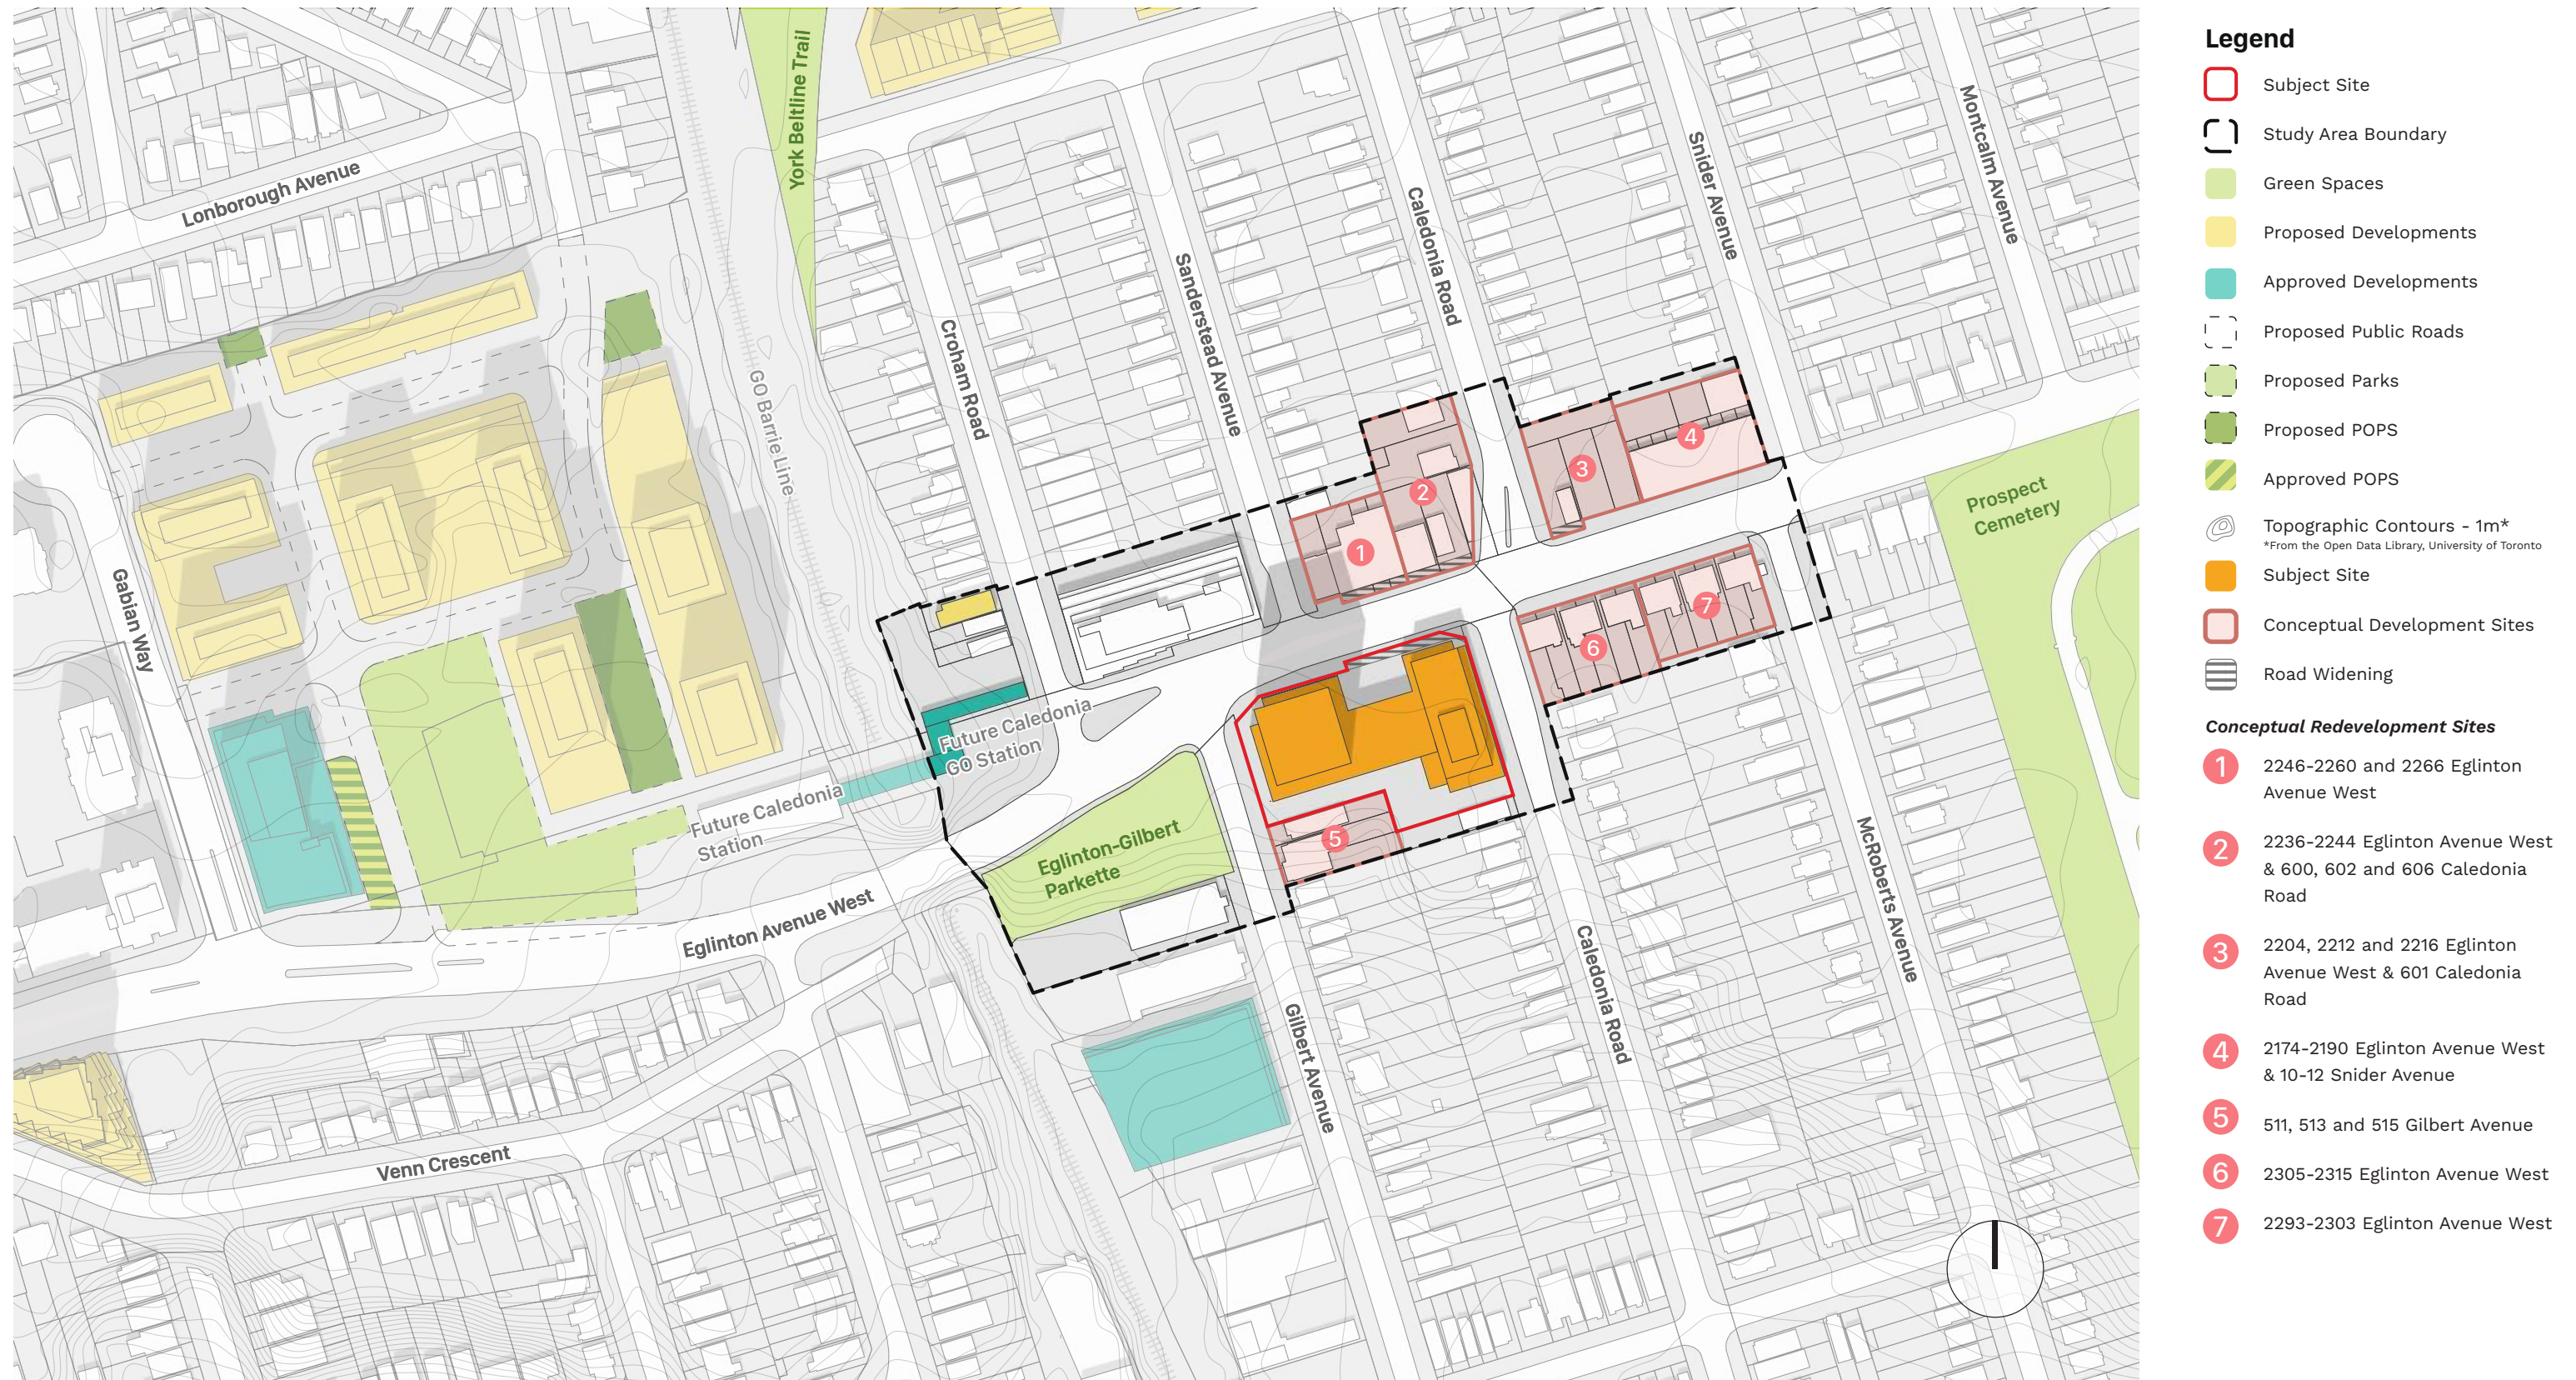 York Beltline Trail
Lonborough Avenue
Montcalm Avenue
Snider Avenue
Caledonia Road
Sanderstead Avenue
Croham Road
GO Barrie Line
Gabian Way
Prospect
Cemetery
1
2
3
4
5
6
7
Future Caledonia
GO Station
Future Caledonia
Station
Eglinton-Gilbert
Parkette
Eglinton Avenue West
McRoberts Avenue
Caledonia Road
Gilbert Avenue
Venn Crescent
Legend
Subject Site
Study Area Boundary
Green Spaces
Proposed Developments
Approved Developments
Proposed Public Roads
Proposed Parks
Proposed POPS
Approved POPS
Topographic Contours - 1m*
*From the Open Data Library, University of Toronto
Subject Site
Conceptual Development Sites
Road Widening
Conceptual Redevelopment Sites
1 2246-2260 and 2266 Eglinton
Avenue West
2 2236-2244 Eglinton Avenue West
& 600, 602 and 606 Caledonia
Road
3 2204, 2212 and 2216 Eglinton
Avenue West & 601 Caledonia
Road
4 2174-2190 Eglinton Avenue West
& 10-12 Snider Avenue
5 511, 513 and 515 Gilbert Avenue
6 2305-2315 Eglinton Avenue West
7 2293-2303 Eglinton Avenue West